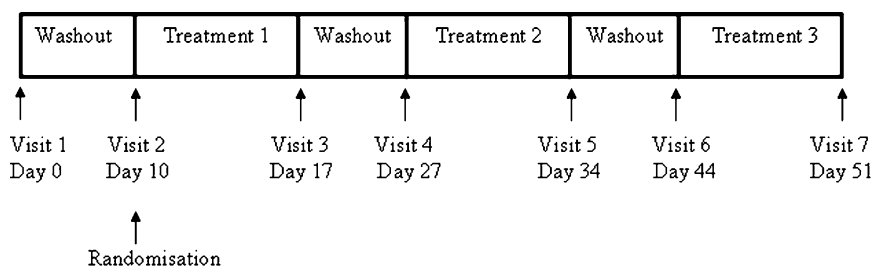 Washout Treatment 1 Washout Treatment 2 Washout Treatment 3
Visit 1 Visit 2 Visit 3 Visit 4 Visit 5 Visit 6 Visit 7
Day 0 Day 10 Day 17 Day 27 Day 34 Day 44 Day 51
Randomisation